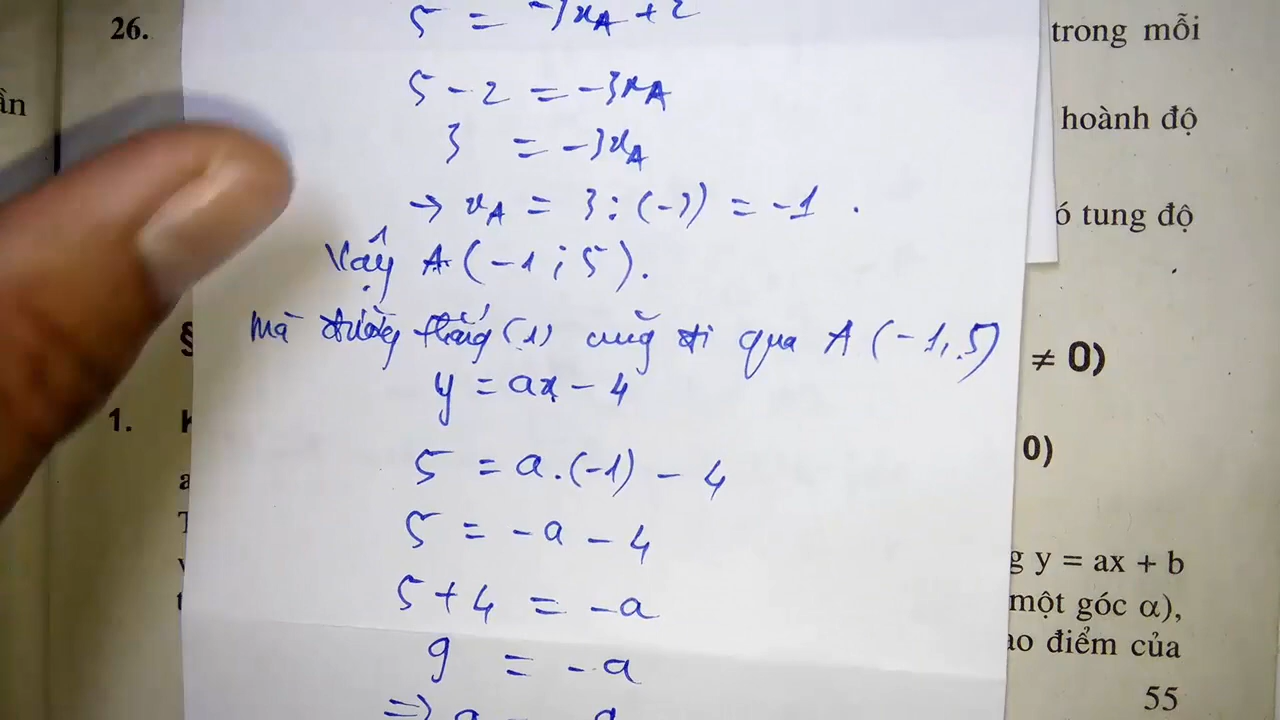 26.
5 = -3xA + 2
trong mỗi
ần
5 - 2 = -3xA
hoành độ
3 = -3xA
→ xA = 3 : (-3) = -1 .
ó tung độ
Vậy A (-1 ; 5).
mà đường thẳng (1) cũng đi qua A (-1, 5)
§
≠ 0)
y = ax - 4
1. K
0)
5 = a.(-1) - 4
a
5 = -a - 4
T
g y = ax + b
5 + 4 = -a
t
một góc α),
9 = -a
ao điểm của
55